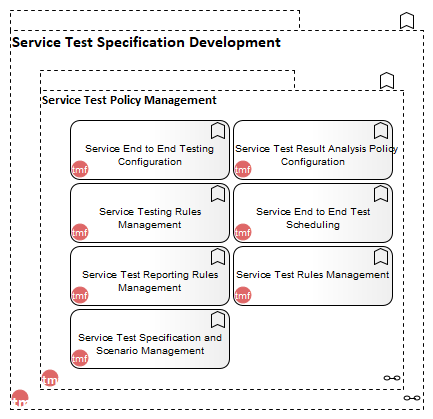 Service Test Specification Development
Service Test Policy Management
Service End to End Testing
Configuration
tmf
Service Test Result Analysis Policy
Configuration
tmf
Service Testing Rules
Management
tmf
Service End to End Test
Scheduling
tmf
Service Test Reporting Rules
Management
tmf
Service Test Rules Management
tmf
Service Test Specification and
Scenario Management
tmf
tm
tm